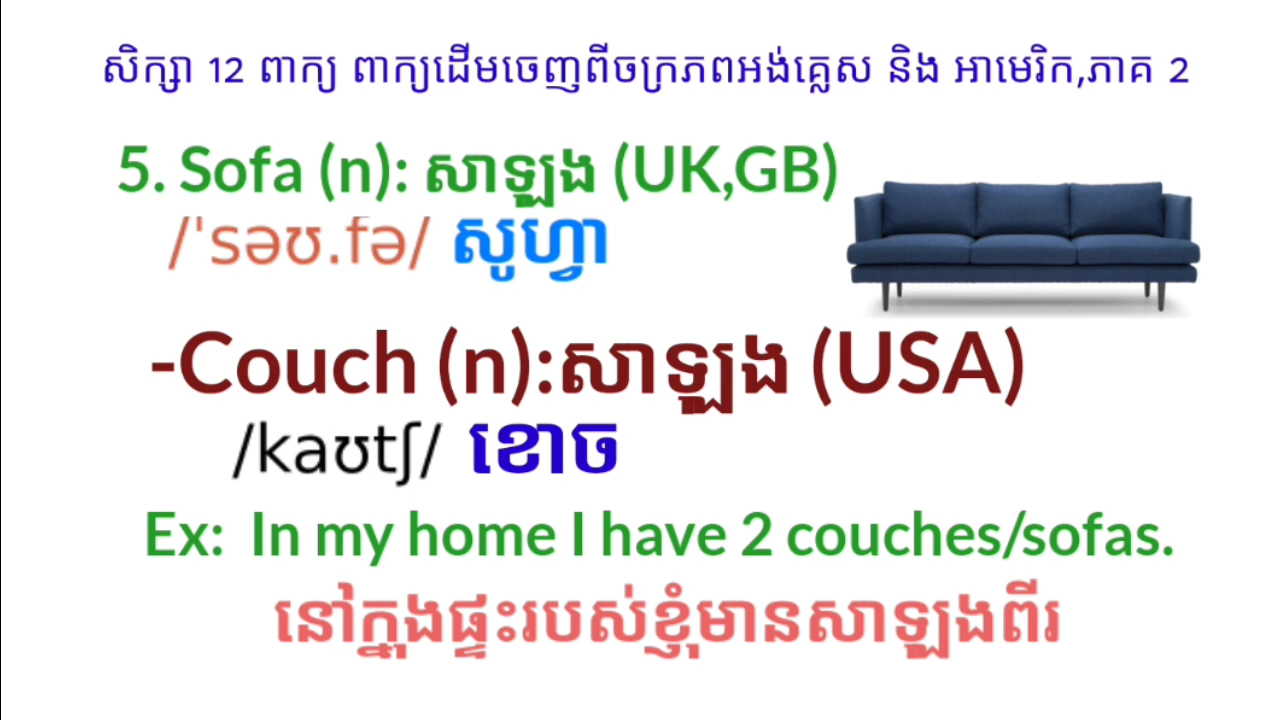 សិក្សា 12 ពាក្យ ពាក្យដើមចេញពីចក្រភពអង់គ្លេស និង អាមេរិក,ភាគ 2
5. Sofa (n): សាឡុង (UK,GB)
/ˈsəʊ.fə/ សូហ្វា
-Couch (n):សាឡុង (USA)
/kaʊtʃ/ ខោច
Ex: In my home I have 2 couches/sofas.
នៅក្នុងផ្ទះរបស់ខ្ញុំមានសាឡុងពីរ